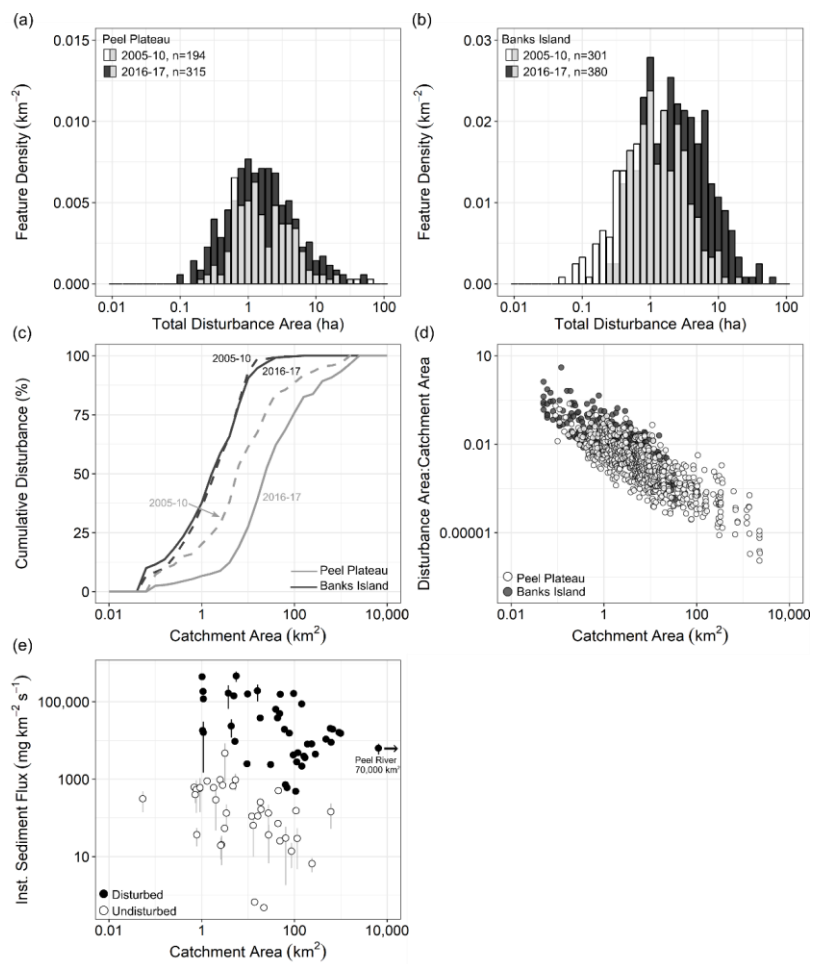 (a)
0.015
0.010
0.005
0.000
Feature Density (km⁻²)
Peel Plateau
2005-10, n=194
2016-17, n=315
0.01 0.1 1 10 100
Total Disturbance Area (ha)
(b)
0.03
0.02
0.01
0.00
Feature Density (km⁻²)
Banks Island
2005-10, n=301
2016-17, n=380
0.01 0.1 1 10 100
Total Disturbance Area (ha)
(c)
100
75
50
25
0
Cumulative Disturbance (%)
2005-10
2016-17
2005-10
2016-17
Peel Plateau
Banks Island
0.01 1 100 10,000
Catchment Area (km²)
(d)
10
0.01
0.00001
Disturbance Area:Catchment Area
Peel Plateau
Banks Island
0.01 1 100 10,000
Catchment Area (km²)
(e)
100,000
1000
10
Inst. Sediment Flux (mg km⁻² s⁻¹)
Peel River
70,000 km²
Disturbed
Undisturbed
0.01 1 100 10,000
Catchment Area (km²)